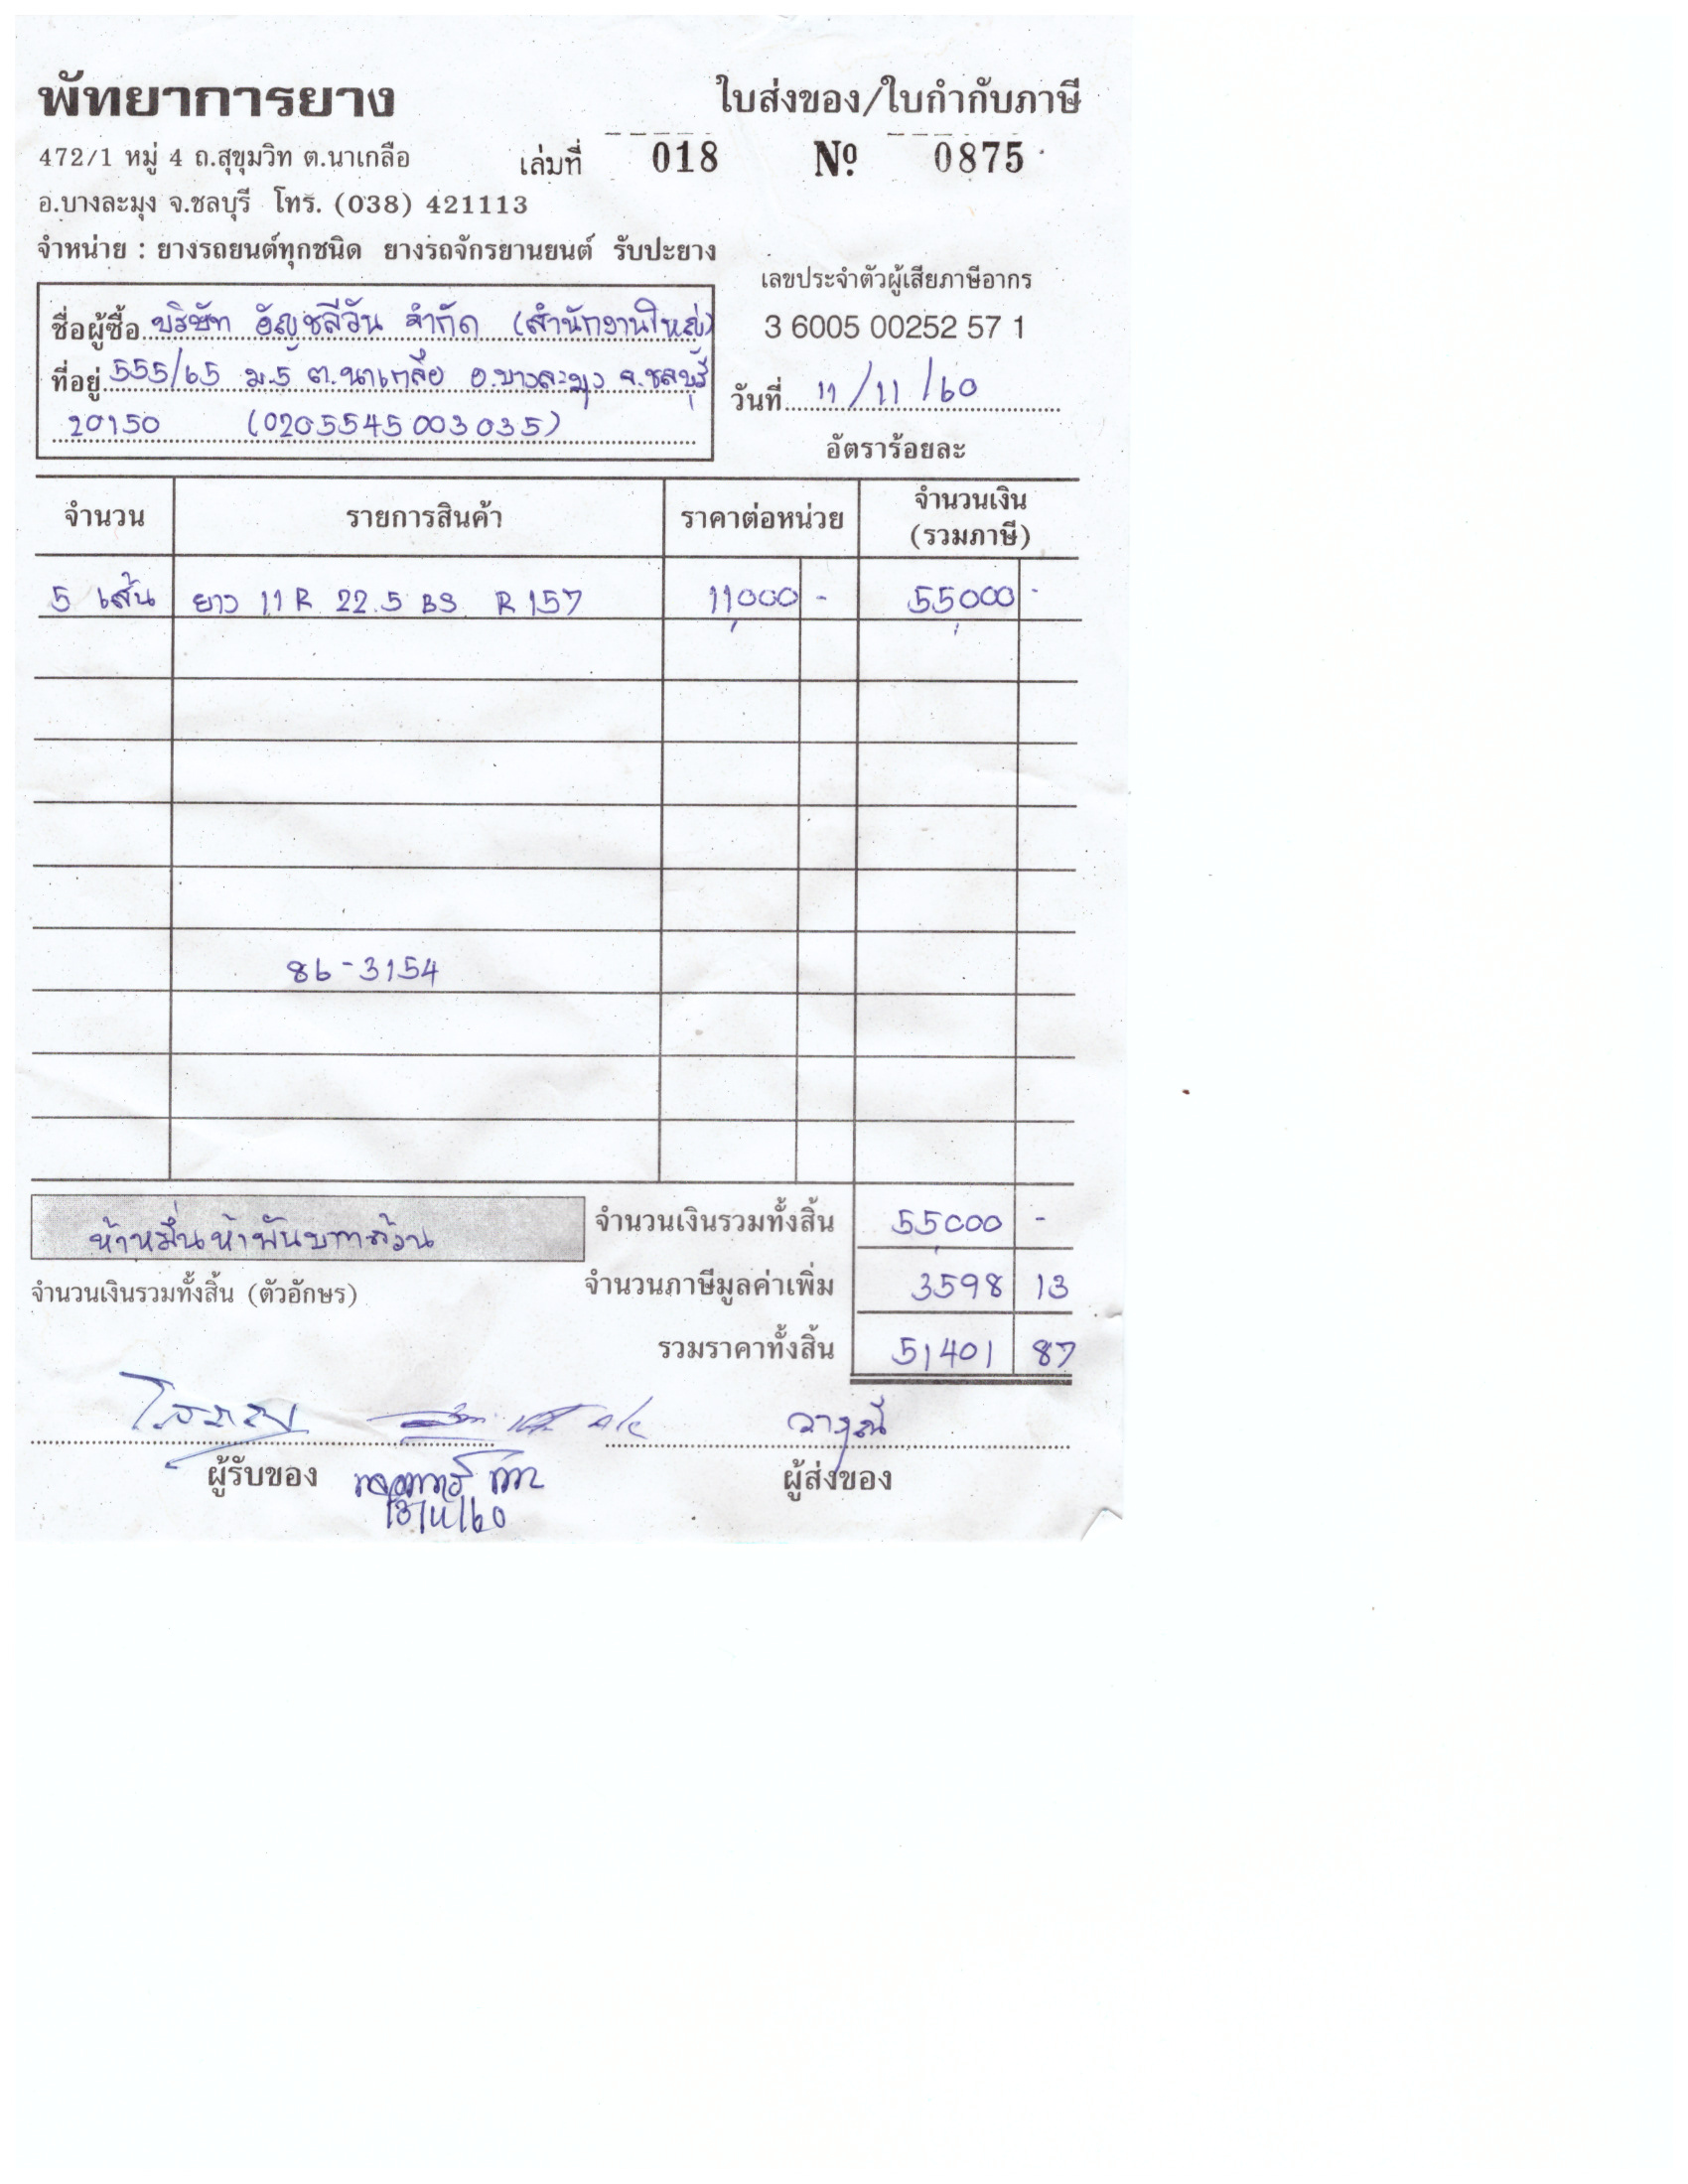 พัทยาการยาง
ใบส่งของ/ใบกำกับภาษี
472/1 หมู่ 4 ถ.สุขุมวิท ต.นาเกลือ
เล่มที่ 018 Nº 0875
อ.บางละมุง จ.ชลบุรี โทร. (038) 421113
จำหน่าย : ยางรถยนต์ทุกชนิด ยางรถจักรยานยนต์ รับปะยาง
เลขประจำตัวผู้เสียภาษีอากร
3 6005 00252 57 1
ชื่อผู้ซื้อ บริษัท อัญชลีวัน จำกัด (สำนักงานใหญ่)
ที่อยู่ 555/65 ม.5 ต.นาเกลือ อ.บางละมุง จ.ชลบุรี
20150 (0205545003035)
วันที่ 11/11/60
อัตราร้อยละ
จำนวน รายการสินค้า ราคาต่อหน่วย จำนวนเงิน
(รวมภาษี)
5 เส้น ยาง 11 R 22.5 BS R 157 11,000 - 55,000 -
86-3154
ห้าหมื่นห้าพันบาทถ้วน จำนวนเงินรวมทั้งสิ้น 55,000 -
จำนวนเงินรวมทั้งสิ้น (ตัวอักษร) จำนวนภาษีมูลค่าเพิ่ม 3598 13
รวมราคาทั้งสิ้น 51401 87
ผู้รับของ ผู้ส่งของ
13/11/60